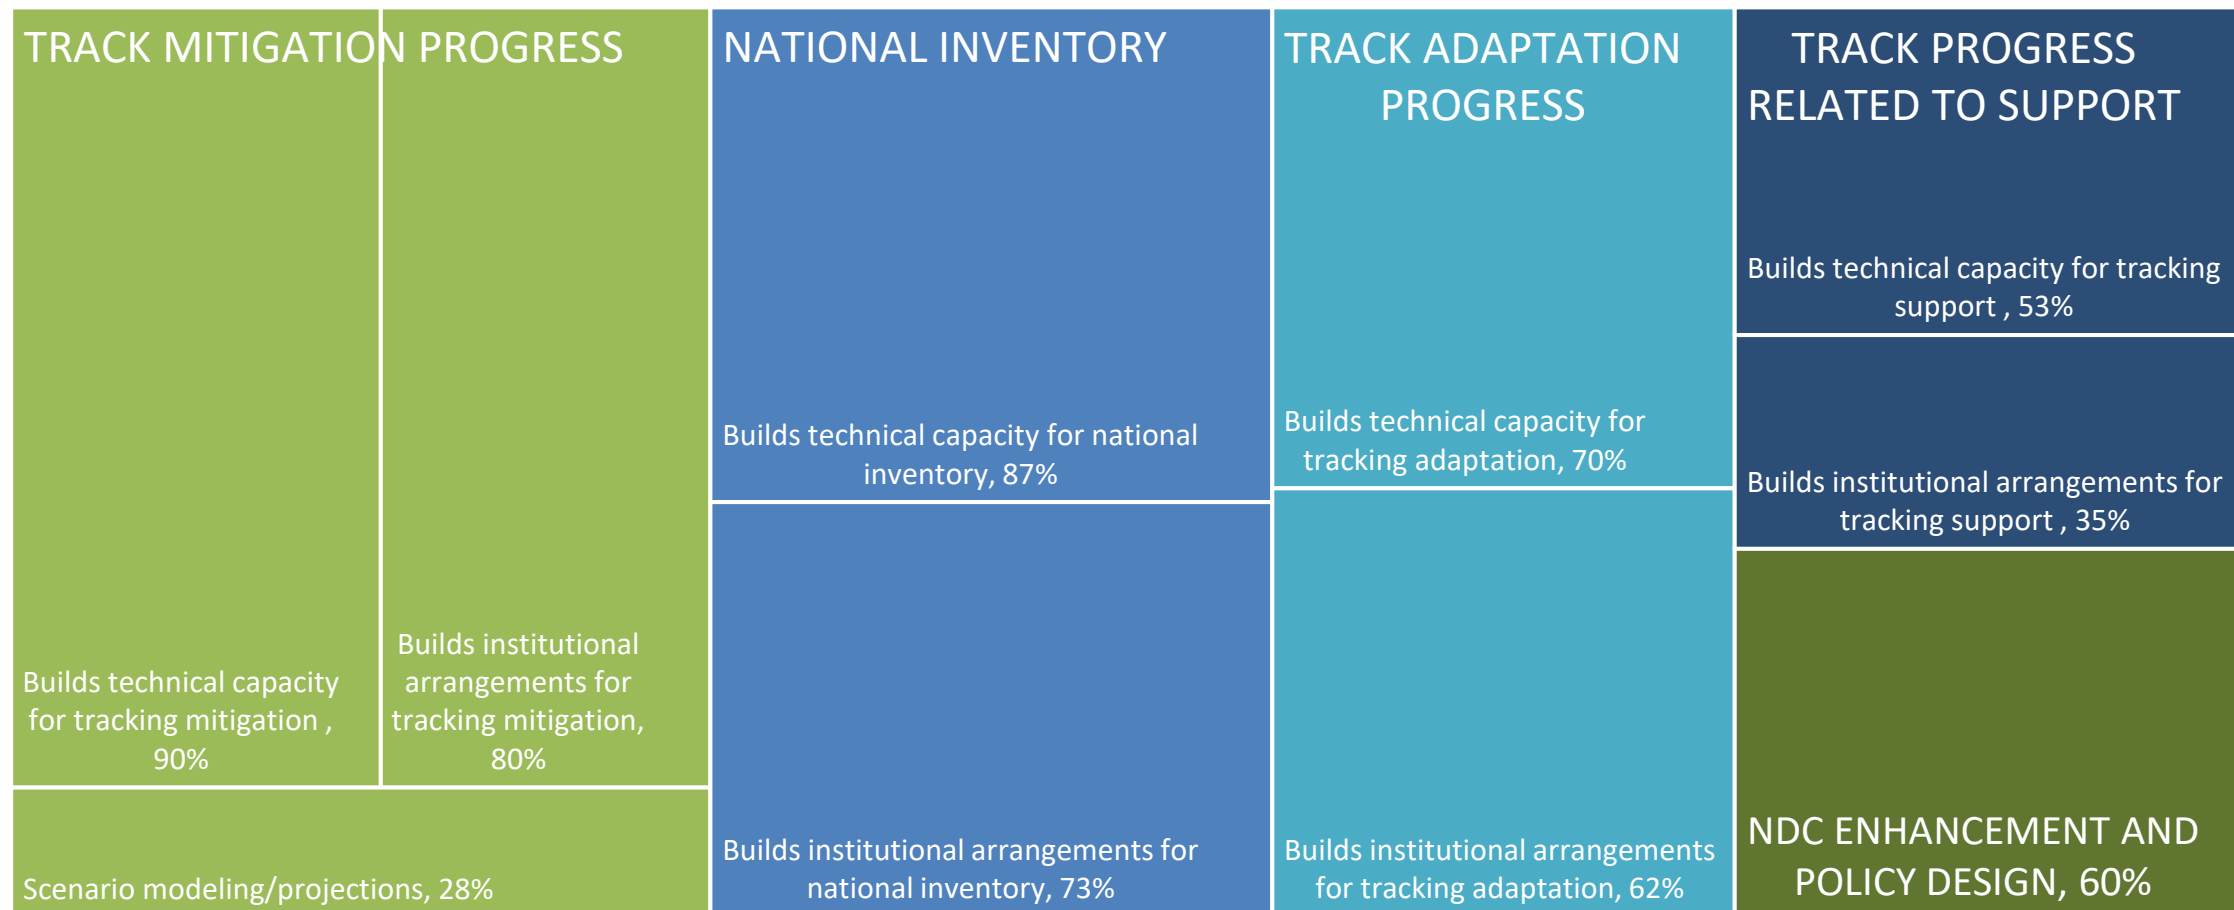 TRACK MITIGATION PROGRESS
Builds technical capacity
for tracking mitigation ,
90%
Builds institutional
arrangements for
tracking mitigation,
80%
Scenario modeling/projections, 28%
NATIONAL INVENTORY
Builds technical capacity for national
inventory, 87%
Builds institutional arrangements for
national inventory, 73%
TRACK ADAPTATION
PROGRESS
Builds technical capacity for
tracking adaptation, 70%
Builds institutional arrangements
for tracking adaptation, 62%
TRACK PROGRESS
RELATED TO SUPPORT
Builds technical capacity for tracking
support , 53%
Builds institutional arrangements for
tracking support , 35%
NDC ENHANCEMENT AND
POLICY DESIGN, 60%